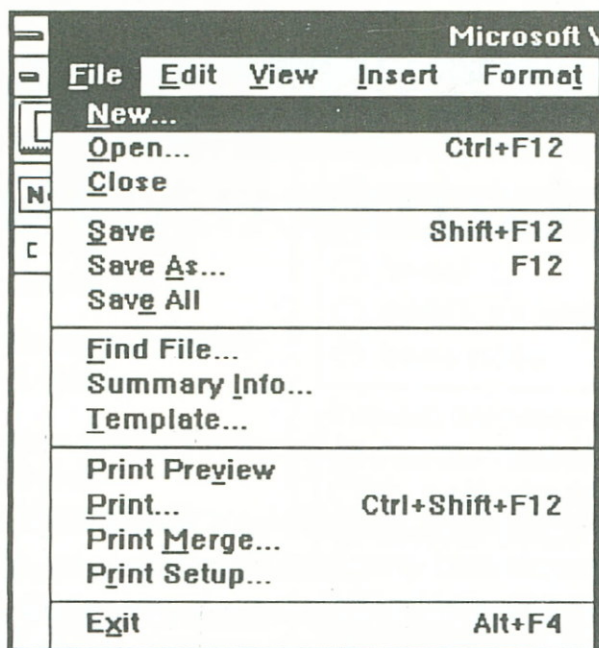 Microsoft
File Edit View Insert Format
New...
Open... Ctrl+F12
Close
Save Shift+F12
Save As... F12
Save All
Find File...
Summary Info...
Template...
Print Preview
Print... Ctrl+Shift+F12
Print Merge...
Print Setup...
Exit Alt+F4